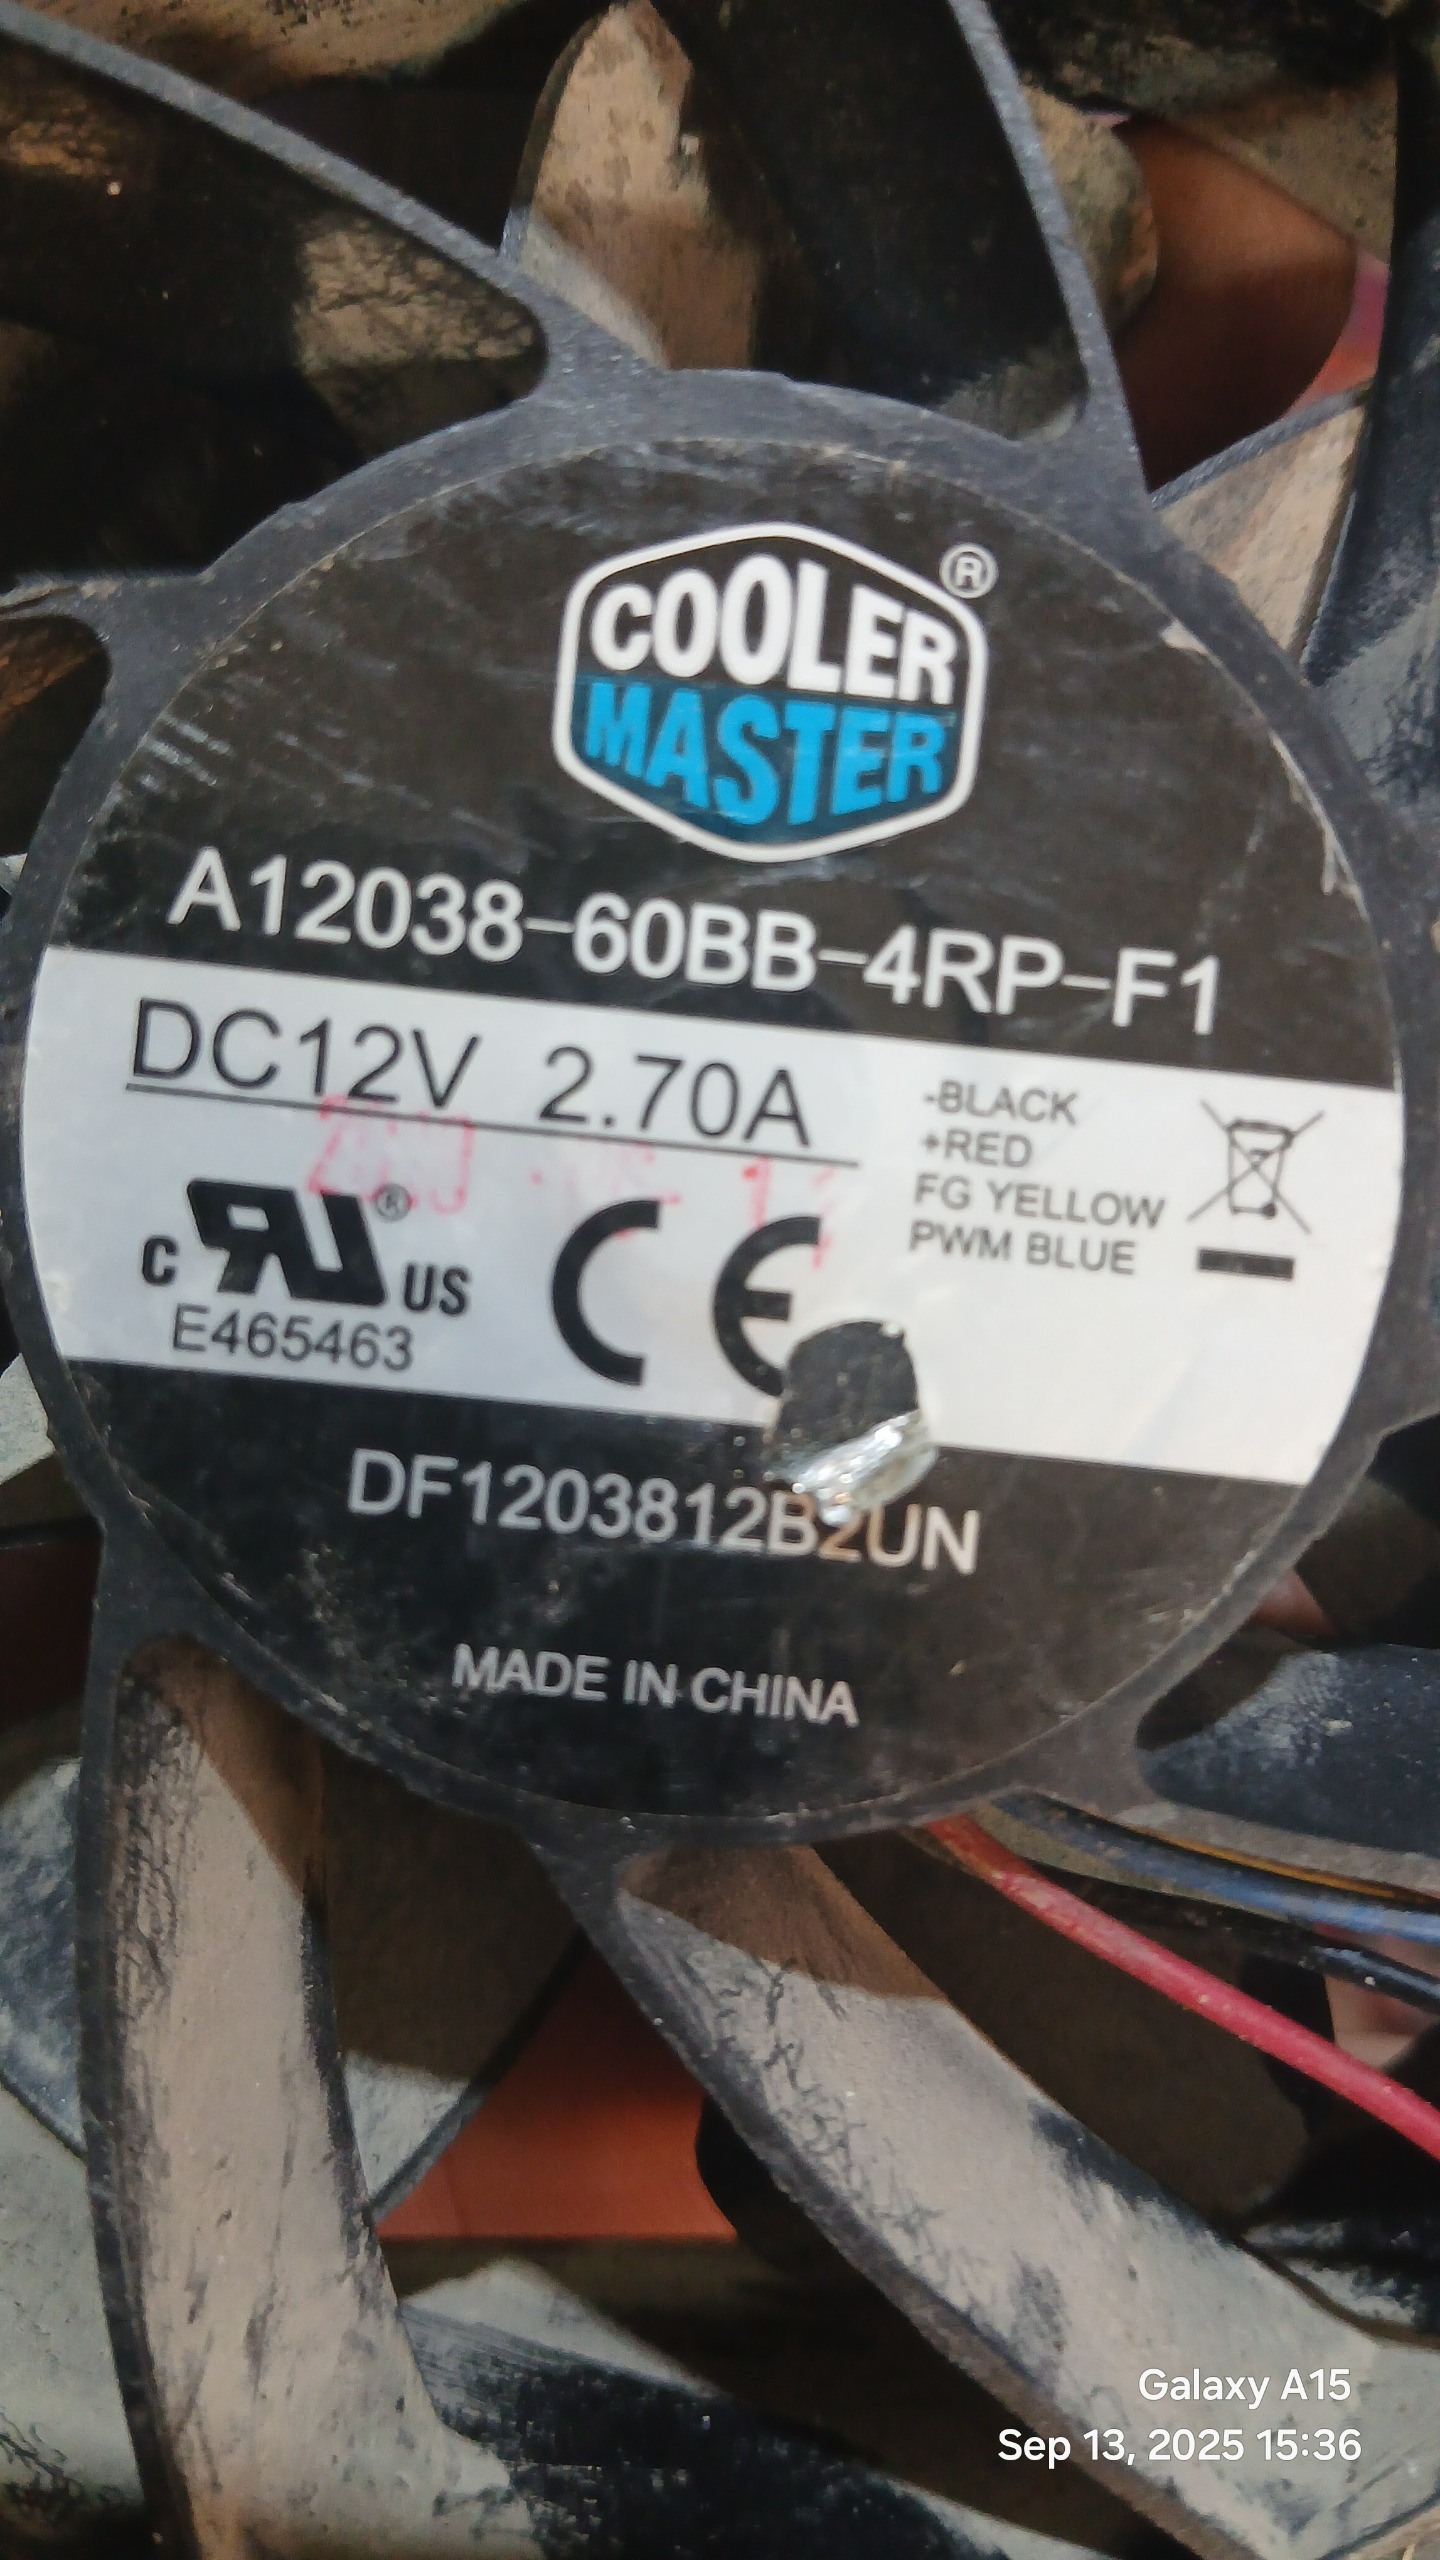 COOLER ®
MASTER
A12038-60BB-4RP-F1
DC12V 2.70A
-BLACK
+RED
FG YELLOW
PWM BLUE
c RU ® US
E465463
CE
DF1203812B2UN
MADE IN CHINA
Galaxy A15
Sep 13, 2025 15:36